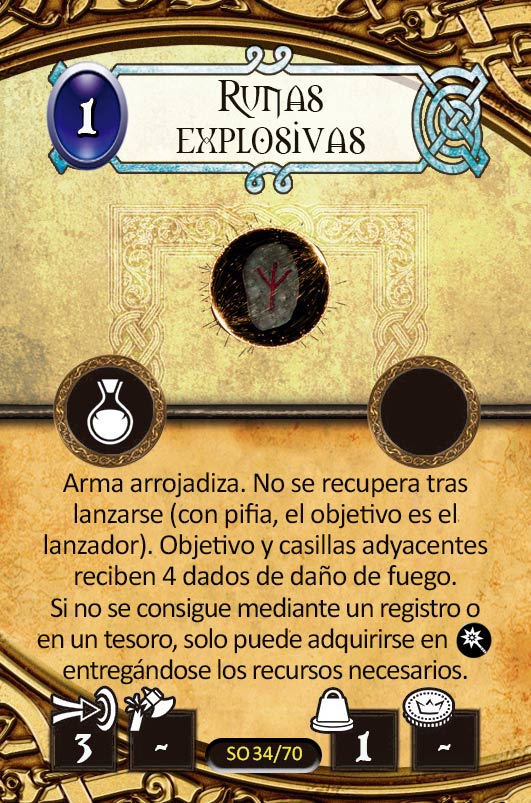 1
RUNAS
EXPLOSIVAS
Arma arrojadiza. No se recupera tras
lanzarse (con pifia, el objetivo es el
lanzador). Objetivo y casillas adyacentes
reciben 4 dados de daño de fuego.
Si no se consigue mediante un registro o
en un tesoro, solo puede adquirirse en
entregándose los recursos necesarios.
3 - SO 34/70 1 -